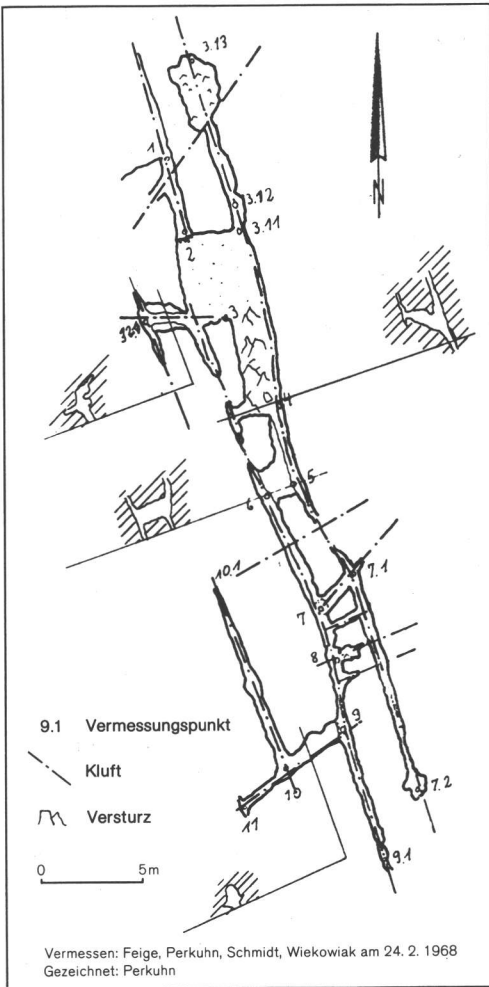 3.13
1
3.12
3.11
2
N
3
4
5
6
10.1
7.1
7
8
9.1 Vermessungspunkt
9
Kluft
10
7.2
Versturz
11
0 5m
9.1
Vermessen: Feige, Perkuhn, Schmidt, Wiekowiak am 24. 2. 1968
Gezeichnet: Perkuhn